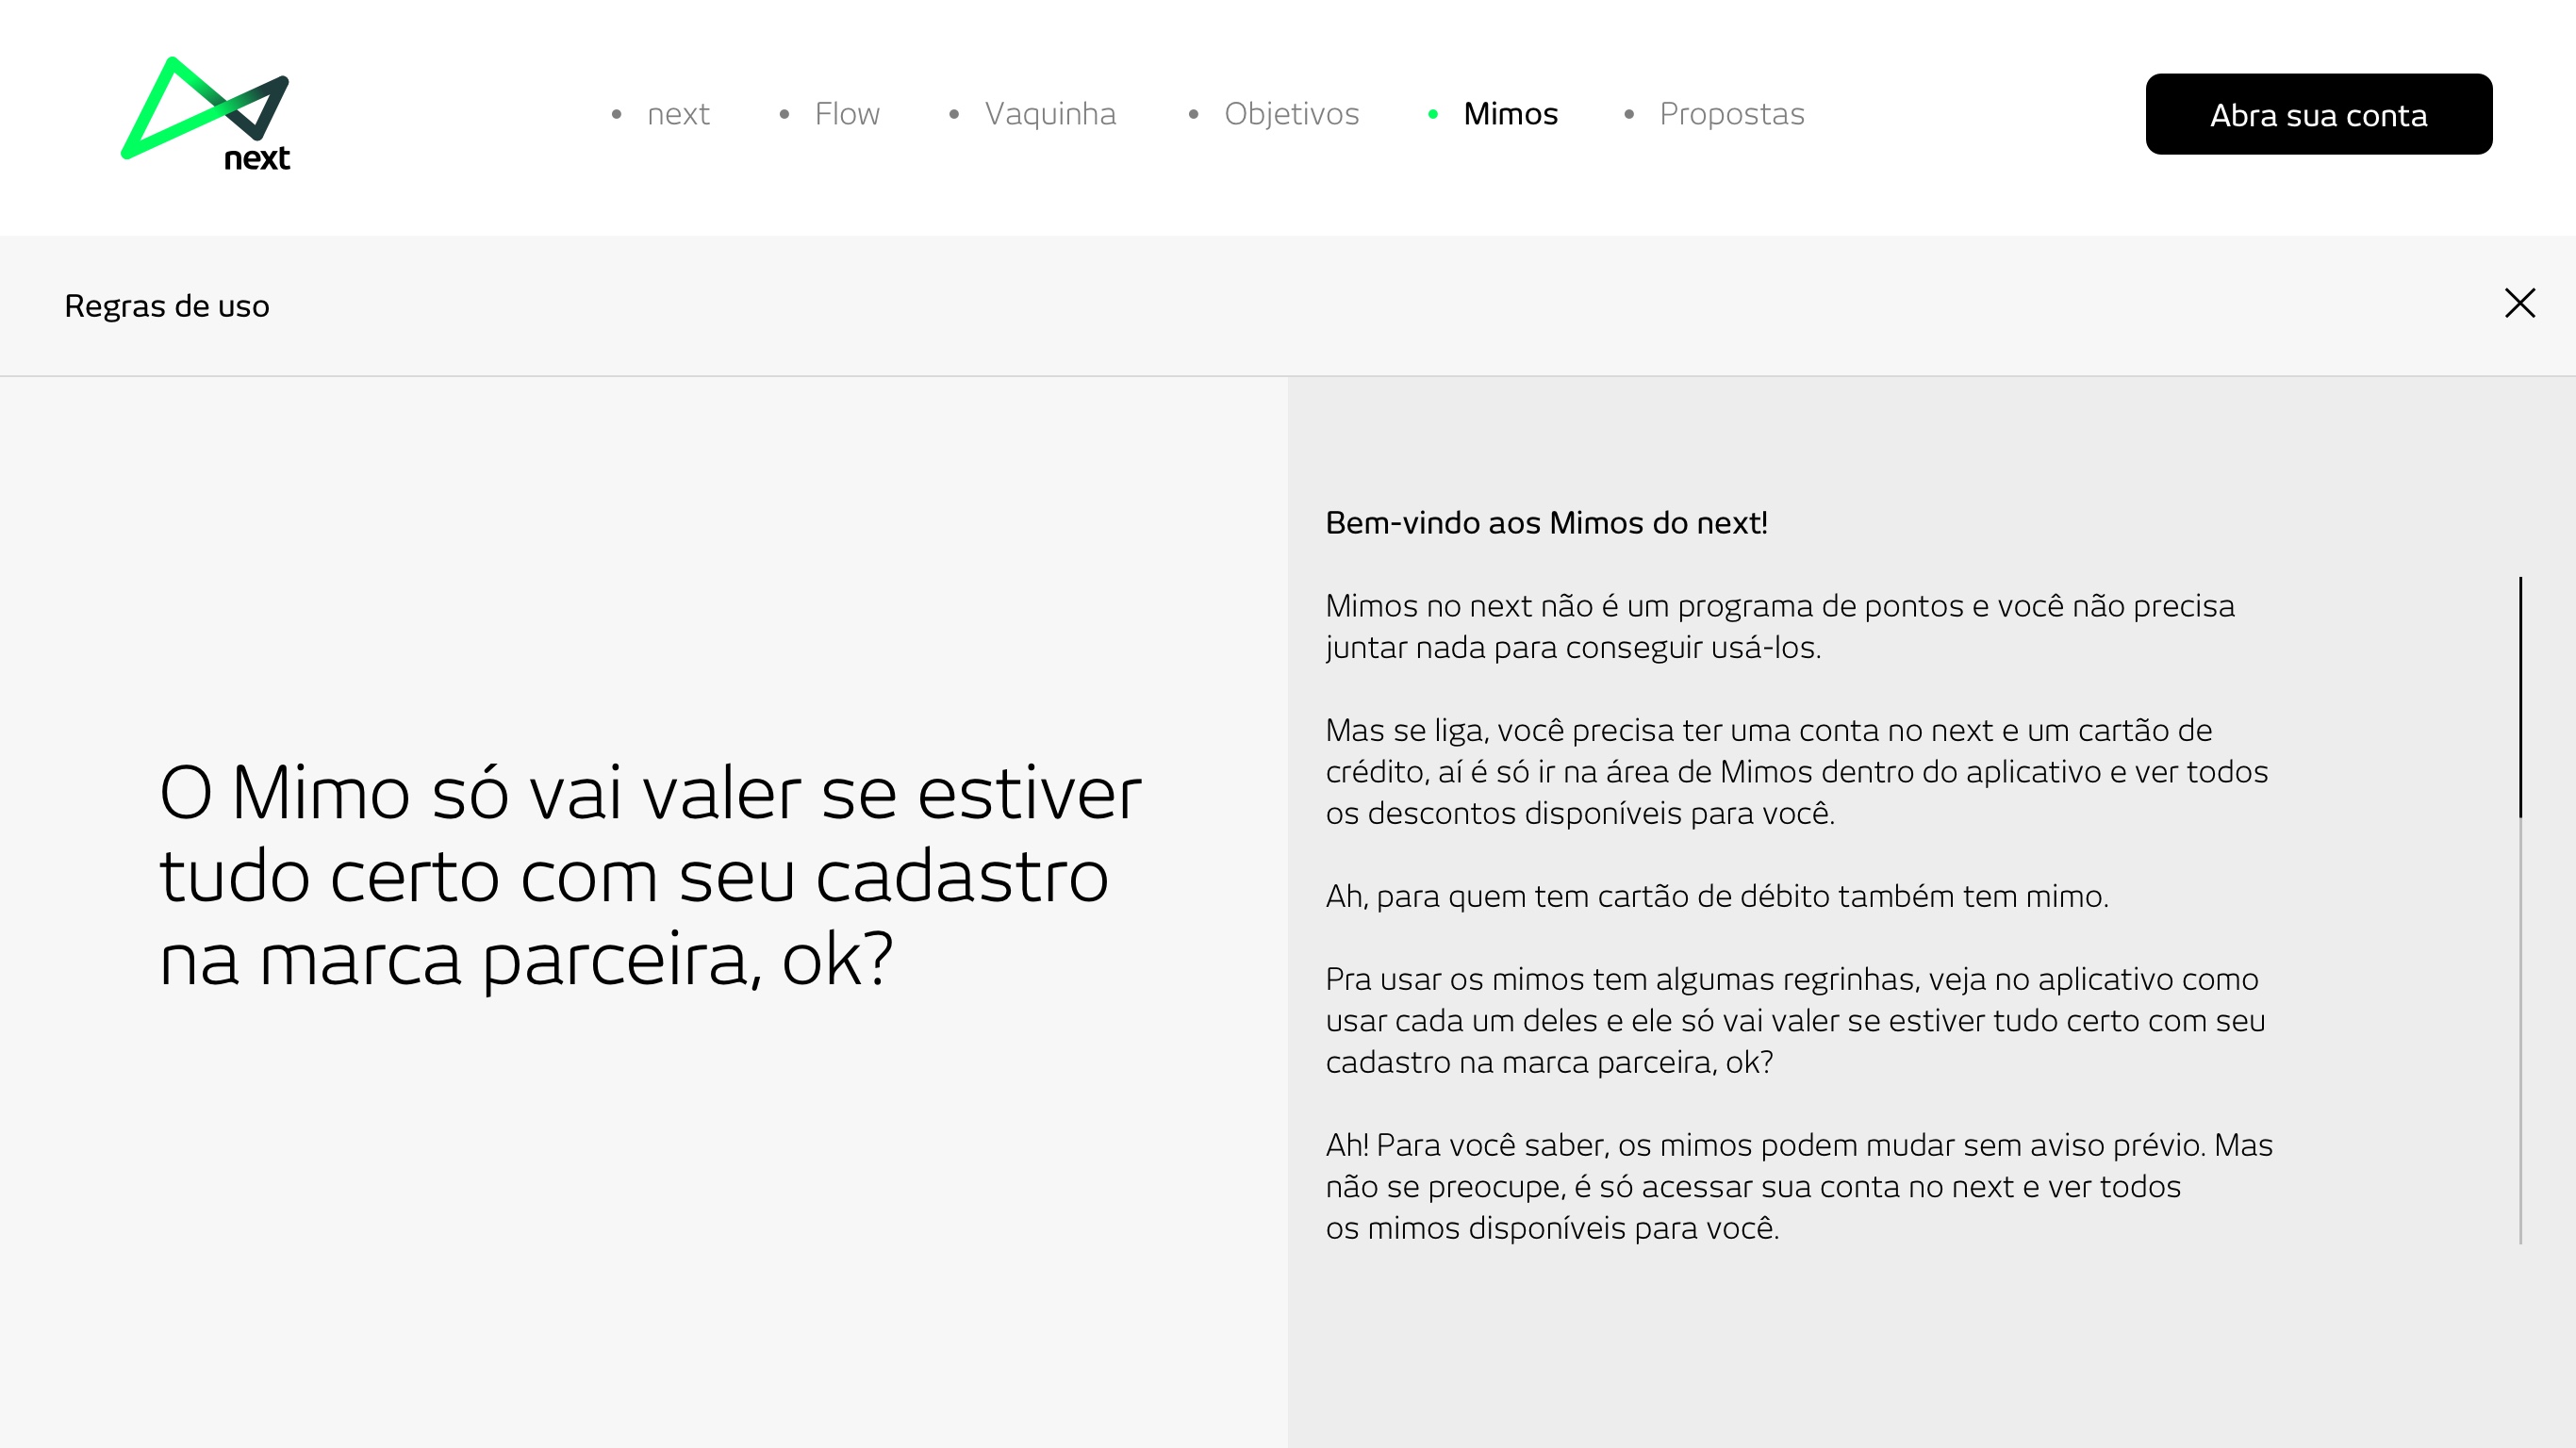 next
next
Flow
Vaquinha
Objetivos
Mimos
Propostas
Abra sua conta
Regras de uso
O Mimo só vai valer se estiver
tudo certo com seu cadastro
na marca parceira, ok?
Bem-vindo aos Mimos do next!
Mimos no next não é um programa de pontos e você não precisa
juntar nada para conseguir usá-los.
Mas se liga, você precisa ter uma conta no next e um cartão de
crédito, aí é só ir na área de Mimos dentro do aplicativo e ver todos
os descontos disponíveis para você.
Ah, para quem tem cartão de débito também tem mimo.
Pra usar os mimos tem algumas regrinhas, veja no aplicativo como
usar cada um deles e ele só vai valer se estiver tudo certo com seu
cadastro na marca parceira, ok?
Ah! Para você saber, os mimos podem mudar sem aviso prévio. Mas
não se preocupe, é só acessar sua conta no next e ver todos
os mimos disponíveis para você.